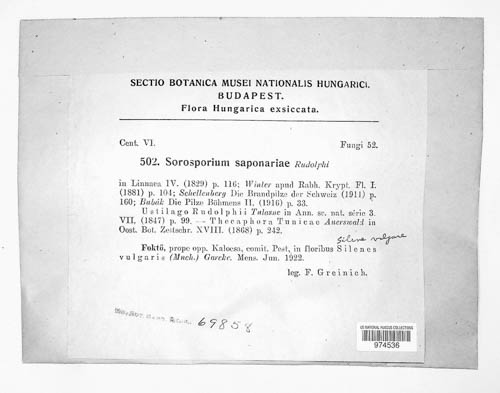 SECTIO BOTANICA MUSEI NATIONALIS HUNGARICI.
BUDAPEST.
Flora Hungarica exsiccata.
Cent. VI. Fungi 52.
502. Sorosporium saponariae Rudolphi
in Linnaea IV. (1829) p. 116; Winter apud Rabh. Krypt. Fl. I.
(1881) p. 104; Schellenberg Die Brandpilze der Schweiz (1911) p.
160; Bubák Die Pilze Böhmens II. (1916) p. 33.
Ustilago Rudolphii Tulasne in Ann. sc. nat. série 3.
VII. (1847) p. 99. — Thecaphora Tunicae Auerswald in
Oest. Bot. Zeitschr. XVIII. (1868) p. 242.
Silene vulgare
Foktő, prope opp. Kalocsa, comit. Pest, in floribus Silenes
vulgaris (Mnch.) Garcke. Mens. Jun. 1922.
leg. F. Greinich.
69858
US NATIONAL FUNGUS COLLECTIONS
974536